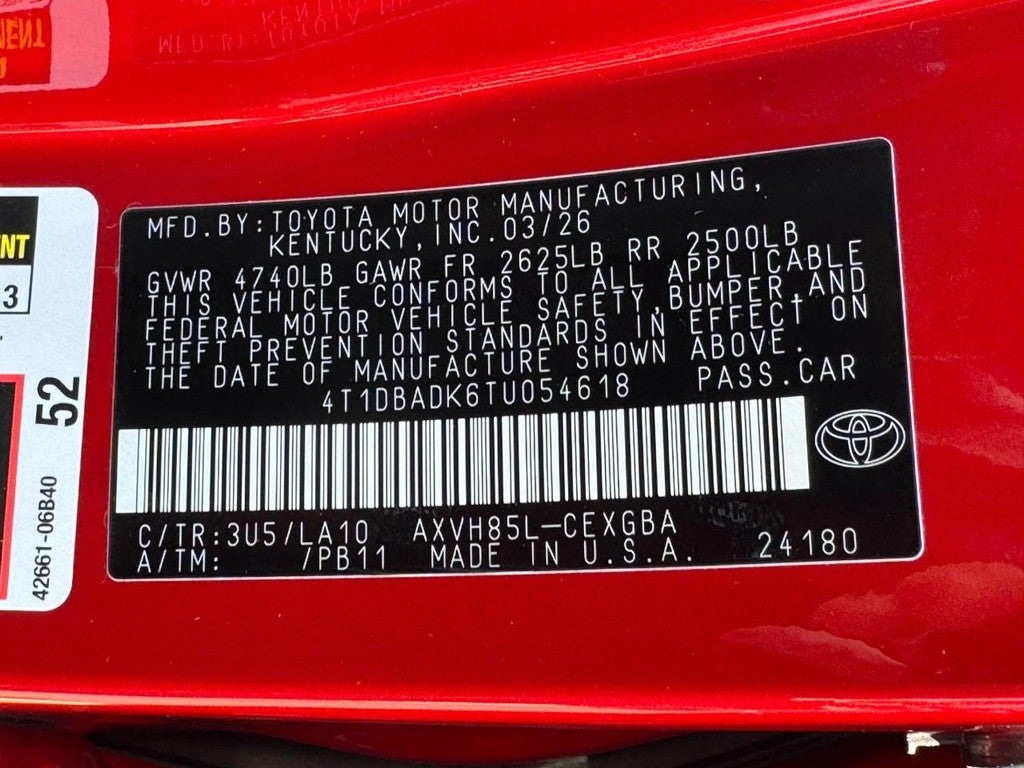 MFD.BY:TOYOTA MOTOR MANUFACTURING,
KENTUCKY,INC.03/26
GVWR 4740LB GAWR FR 2625LB RR 2500LB
THIS VEHICLE CONFORMS TO ALL APPLICABLE
FEDERAL MOTOR VEHICLE SAFETY,BUMPER,AND
THEFT PREVENTION STANDARDS IN EFFECT ON
THE DATE OF MANUFACTURE SHOWN ABOVE.
4T1DBADK6TU054618 PASS.CAR
C/TR:3U5/LA10 AXVH85L-CEXGBA
A/TM: /PB11 MADE IN U.S.A. 24180
NT
3
52
42661-06B40